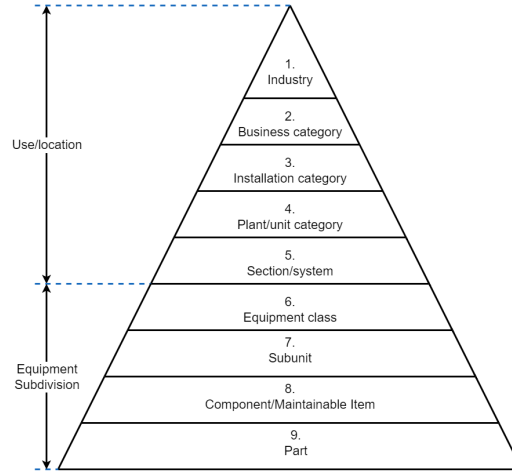 1.
Industry
2.
Business category
Use/location
3.
Installation category
4.
Plant/unit category
5.
Section/system
6.
Equipment class
7.
Subunit
Equipment
Subdivision
8.
Component/Maintainable Item
9.
Part